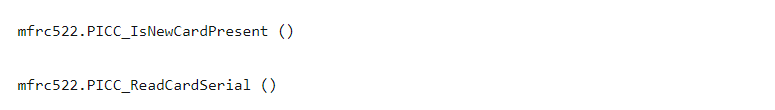 mfrc522.PICC_IsNewCardPresent ()
mfrc522.PICC_ReadCardSerial ()